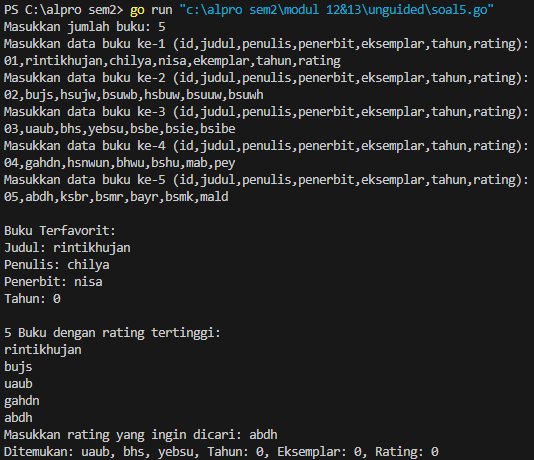 PS C:\alpro sem2> go run "c:\alpro sem2\modul 12&13\unguided\soal5.go"
Masukkan jumlah buku: 5
Masukkan data buku ke-1 (id,judul,penulis,penerbit,eksemplar,tahun,rating):
01,rintikhujan,chilya,nisa,ekemplar,tahun,rating
Masukkan data buku ke-2 (id,judul,penulis,penerbit,eksemplar,tahun,rating):
02,bujs,hsujw,bsuwb,hsbuw,bsuuw,bsuwh
Masukkan data buku ke-3 (id,judul,penulis,penerbit,eksemplar,tahun,rating):
03,uaub,bhs,yebsu,bsbe,bsie,bsibe
Masukkan data buku ke-4 (id,judul,penulis,penerbit,eksemplar,tahun,rating):
04,gahdn,hsnwun,bhwu,bshu,mab,pey
Masukkan data buku ke-5 (id,judul,penulis,penerbit,eksemplar,tahun,rating):
05,abdh,ksbr,bsmr,bayr,bsmk,mald

Buku Terfavorit:
Judul: rintikhujan
Penulis: chilya
Penerbit: nisa
Tahun: 0

5 Buku dengan rating tertinggi:
rintikhujan
bujs
uaub
gahdn
abdh
Masukkan rating yang ingin dicari: abdh
Ditemukan: uaub, bhs, yebsu, Tahun: 0, Eksemplar: 0, Rating: 0